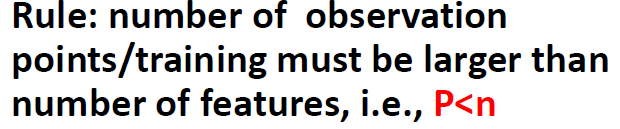 Rule: number of observation
points/training must be larger than
number of features, i.e., P<n